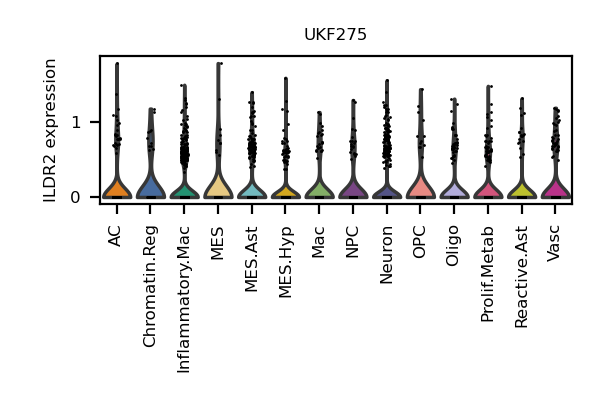 UKF275
ILDR2 expression
1
0
AC
Chromatin.Reg
Inflammatory.Mac
MES
MES.Ast
MES.Hyp
Mac
NPC
Neuron
OPC
Oligo
Prolif.Metab
Reactive.Ast
Vasc